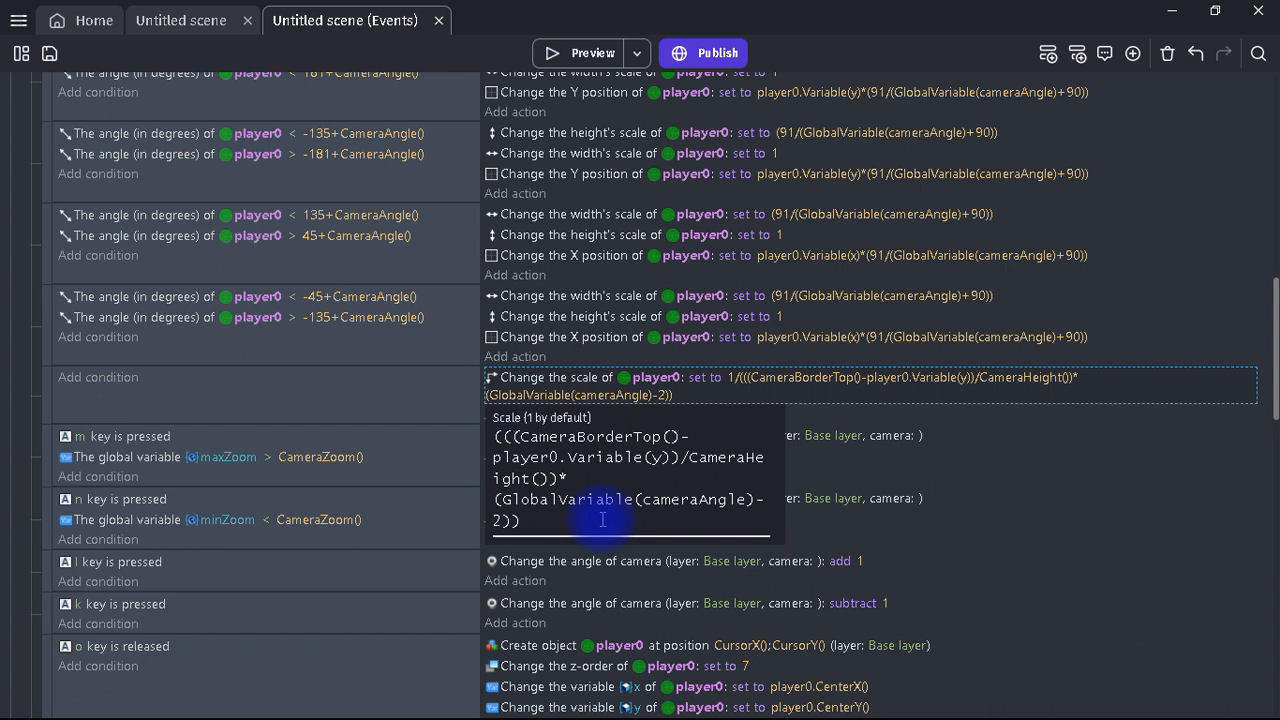 Home
Untitled scene
Untitled scene (Events)
Preview
Publish
The angle (in degrees) of player0 < 181+CameraAngle()
Change the width's scale of player0: set to 1
Add condition
Change the Y position of player0: set to player0.Variable(y)*(91/(GlobalVariable(cameraAngle)+90))
Add action
The angle (in degrees) of player0 < -135+CameraAngle()
Change the height's scale of player0: set to (91/(GlobalVariable(cameraAngle)+90))
The angle (in degrees) of player0 > -181+CameraAngle()
Change the width's scale of player0: set to 1
Add condition
Change the Y position of player0: set to player0.Variable(y)*(91/(GlobalVariable(cameraAngle)+90))
Add action
The angle (in degrees) of player0 < 135+CameraAngle()
Change the width's scale of player0: set to (91/(GlobalVariable(cameraAngle)+90))
The angle (in degrees) of player0 > 45+CameraAngle()
Change the height's scale of player0: set to 1
Add condition
Change the X position of player0: set to player0.Variable(x)*(91/(GlobalVariable(cameraAngle)+90))
Add action
The angle (in degrees) of player0 < -45+CameraAngle()
Change the width's scale of player0: set to (91/(GlobalVariable(cameraAngle)+90))
The angle (in degrees) of player0 > -135+CameraAngle()
Change the height's scale of player0: set to 1
Add condition
Change the X position of player0: set to player0.Variable(x)*(91/(GlobalVariable(cameraAngle)+90))
Add action
Add condition
Change the scale of player0: set to 1/(((CameraBorderTop()-player0.Variable(y))/CameraHeight())*
(GlobalVariable(cameraAngle)-2))
Scale (1 by default)
(((CameraBorderTop()-
player0.Variable(y))/CameraHe
ight())*
(GlobalVariable(cameraAngle)-
2))
m key is pressed
yer: Base layer, camera: )
The global variable maxZoom > CameraZoom()
Add condition
n key is pressed
yer: Base layer, camera: )
The global variable minZoom < CameraZoom()
Add condition
l key is pressed
Change the angle of camera (layer: Base layer, camera: ): add 1
Add condition
Add action
k key is pressed
Change the angle of camera (layer: Base layer, camera: ): subtract 1
Add condition
Add action
o key is released
Create object player0 at position CursorX();CursorY() (layer: Base layer)
Add condition
Change the z-order of player0: set to 7
Change the variable x of player0: set to player0.CenterX()
Change the variable y of player0: set to player0.CenterY()